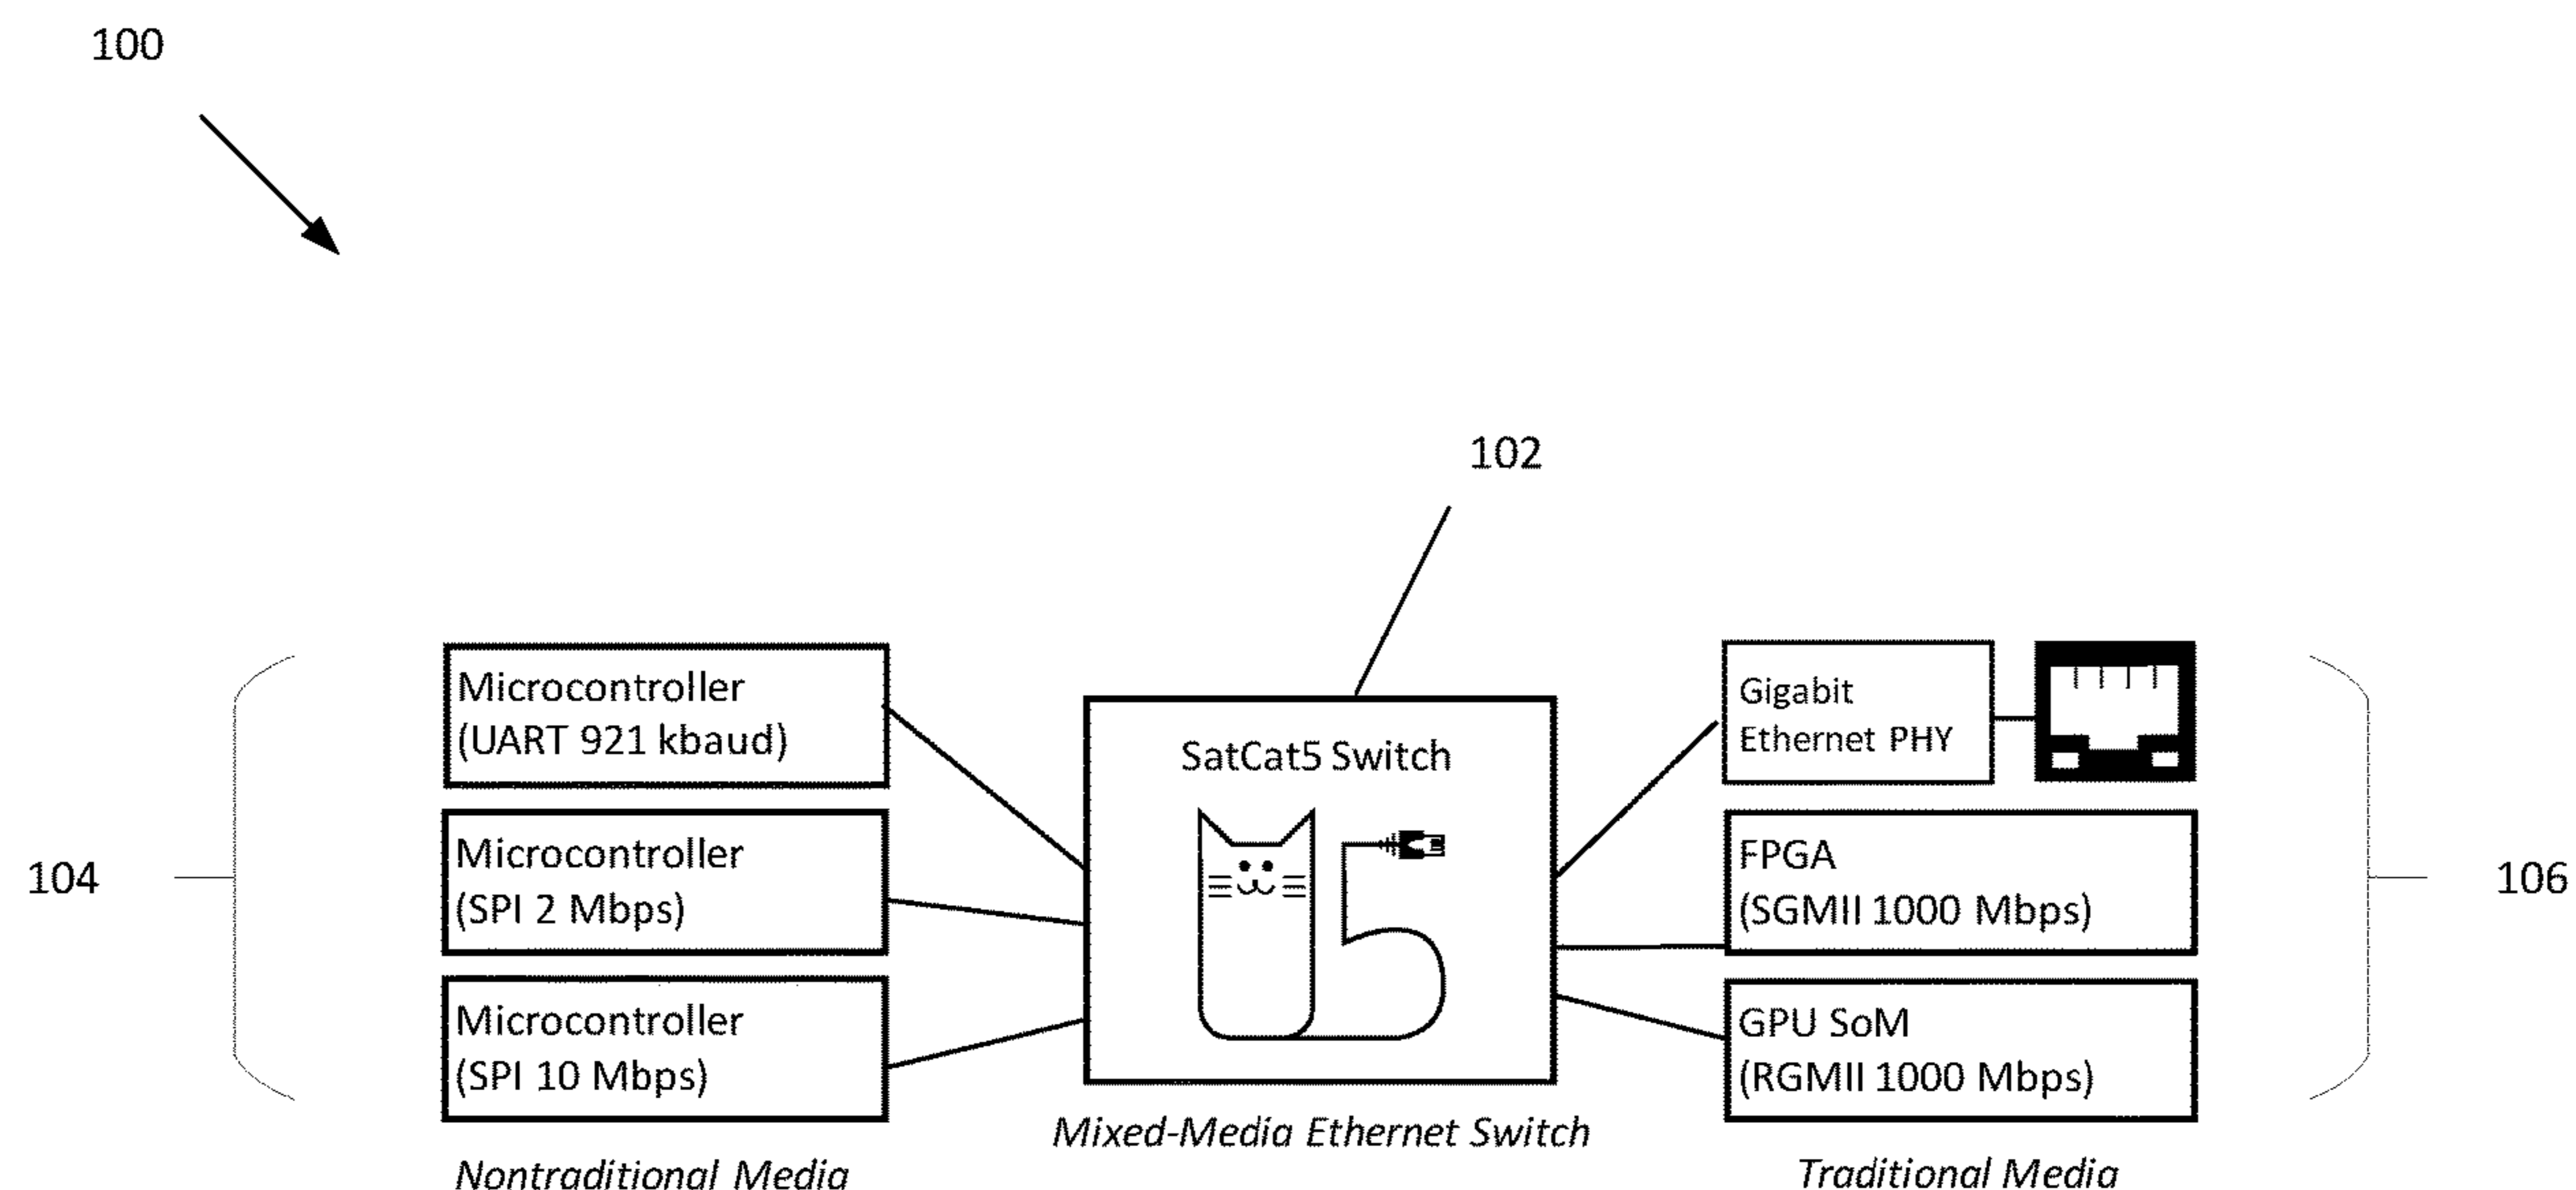 100
102
104
Microcontroller
(UART 921 kbaud)
Microcontroller
(SPI 2 Mbps)
Microcontroller
(SPI 10 Mbps)
Nontraditional Media
SatCat5 Switch
Mixed-Media Ethernet Switch
Gigabit
Ethernet PHY
FPGA
(SGMII 1000 Mbps)
GPU SoM
(RGMII 1000 Mbps)
Traditional Media
106